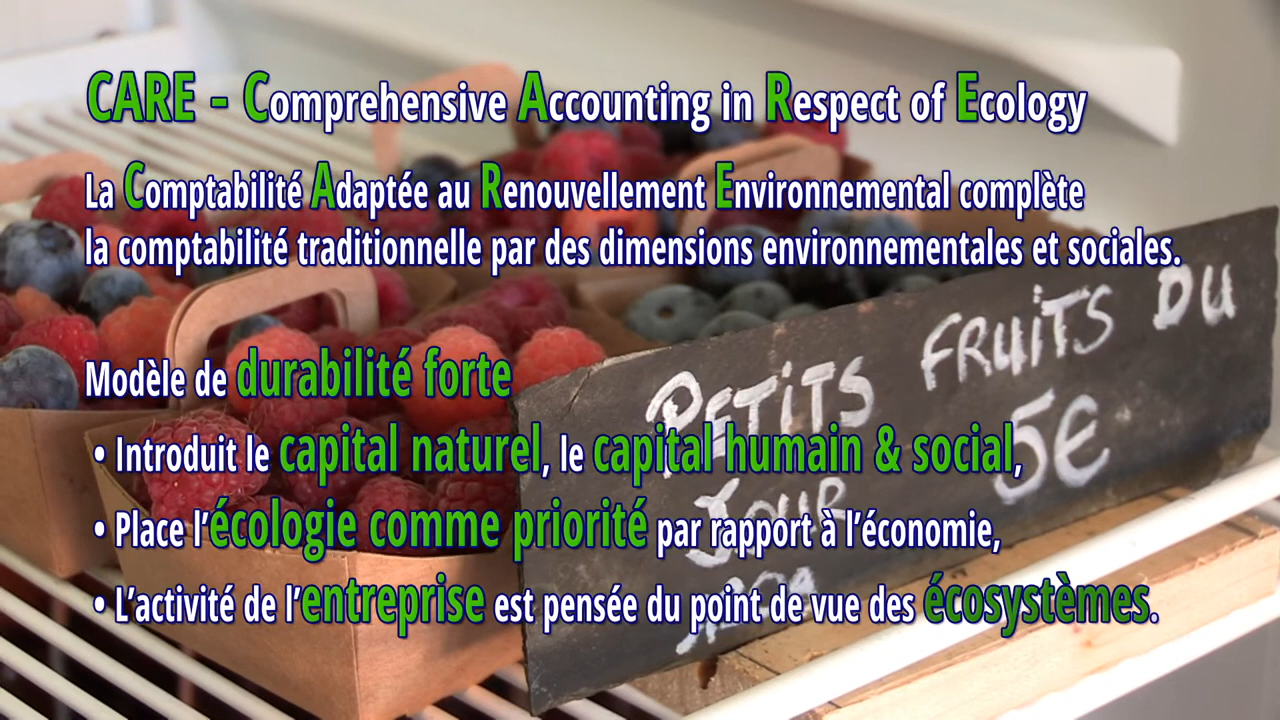 CARE - Comprehensive Accounting in Respect of Ecology
La Comptabilité Adaptée au Renouvellement Environnemental complète
la comptabilité traditionnelle par des dimensions environnementales et sociales.
Modèle de durabilité forte
• Introduit le capital naturel, le capital humain & social,
• Place l’écologie comme priorité par rapport à l’économie,
• L’activité de l’entreprise est pensée du point de vue des écosystèmes.
PETiTS FRUiTS DU
JOUR 5€